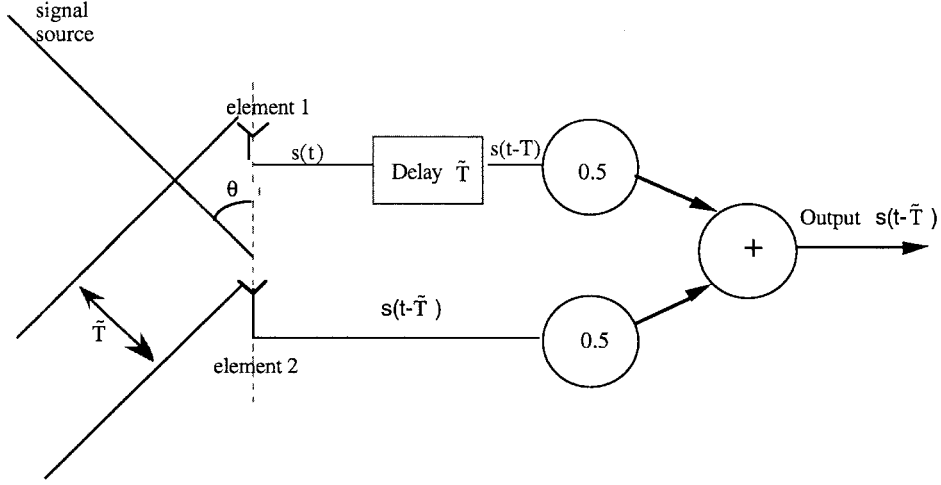 signal
source
element 1
s(t)
Delay T̃
s(t-T)
0.5
θ
+
Output s(t-T̃ )
T̃
s(t-T̃ )
0.5
element 2